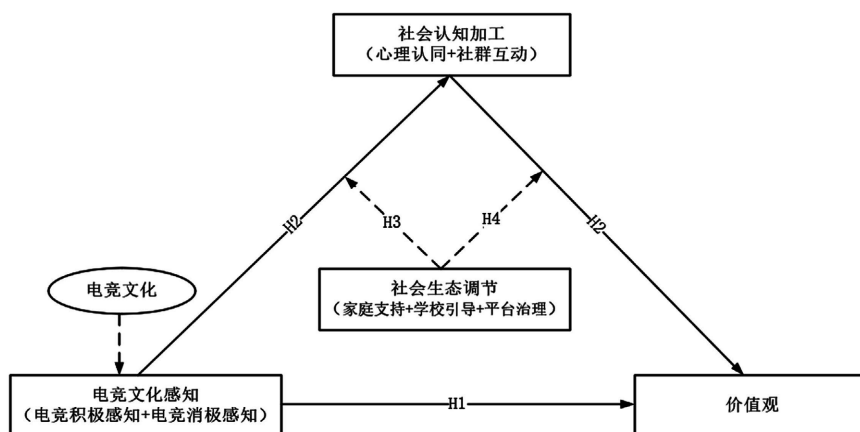 社会认知加工
（心理认同+社群互动）
H2
H2
H3
H4
社会生态调节
（家庭支持+学校引导+平台治理）
电竞文化
电竞文化感知
（电竞积极感知+电竞消极感知）
H1
价值观